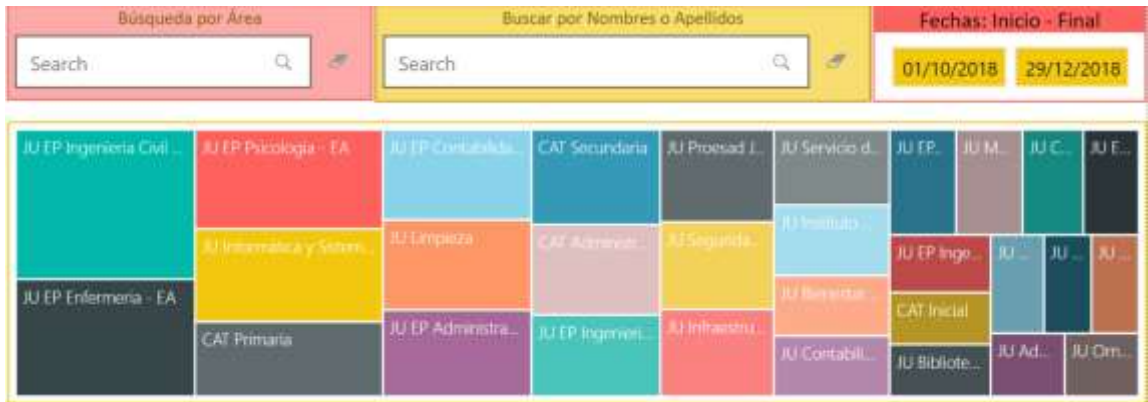 Búsqueda por Área
Search
Buscar por Nombres o Apellidos
Search
Fechas: Inicio - Final
01/10/2018 29/12/2018
JU EP Ingenieria Civil ...
JU EP Enfermeria - EA
JU EP Psicologia - EA
JU Informatica y Sistem...
CAT Primaria
JU EP Contabilida...
JU Limpieza
JU EP Administra...
CAT Secundaria
CAT Administr...
JU EP Ingenieri...
JU Proesad J...
JU Segunda...
JU Infraestru...
JU Servicio d...
JU Instituto ...
JU Bienestar...
JU Contabili...
JU EP...
JU M...
JU C...
JU E...
JU EP Inge...
CAT Inicial
JU Bibliote...
JU ...
JU ...
JU ...
JU Ad...
JU Orn...